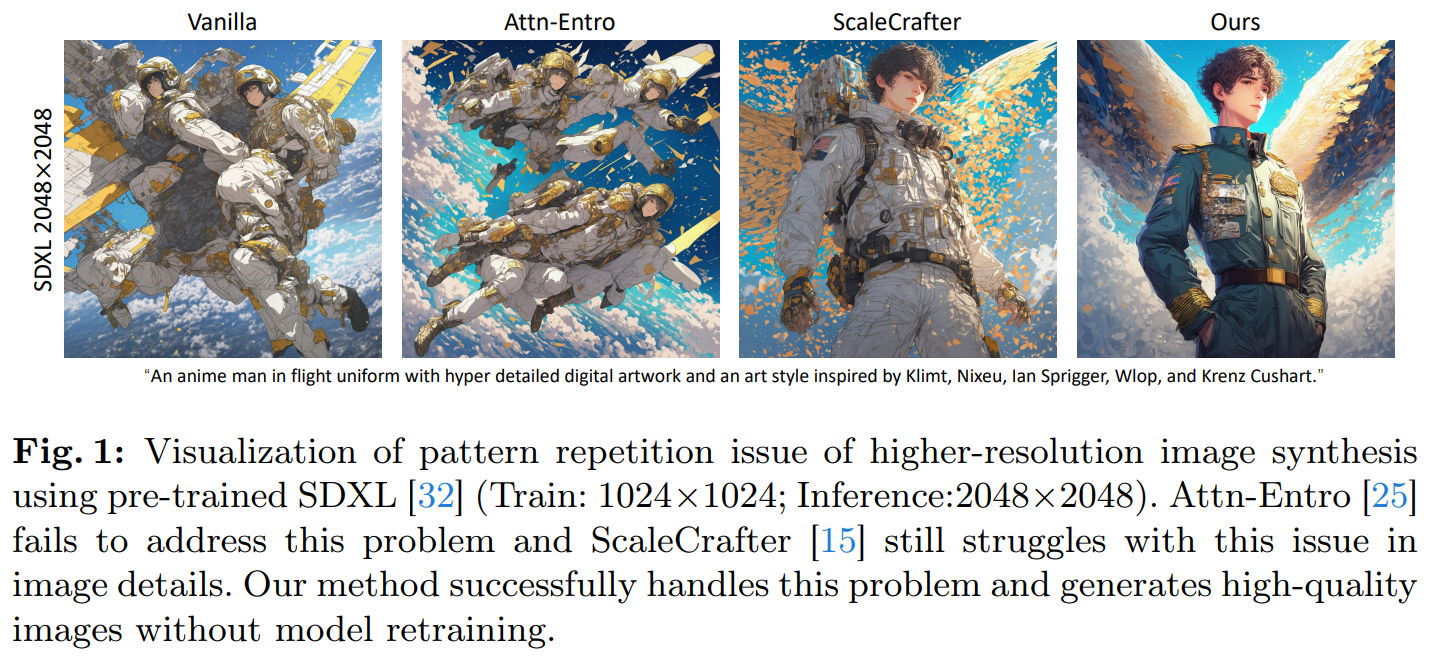 Vanilla Attn-Entro ScaleCrafter Ours
SDXL 2048×2048
"An anime man in flight uniform with hyper detailed digital artwork and an art style inspired by Klimt, Nixeu, Ian Sprigger, Wlop, and Krenz Cushart."
Fig. 1: Visualization of pattern repetition issue of higher-resolution image synthesis
using pre-trained SDXL [32] (Train: 1024×1024; Inference:2048×2048). Attn-Entro [25]
fails to address this problem and ScaleCrafter [15] still struggles with this issue in
image details. Our method successfully handles this problem and generates high-quality
images without model retraining.